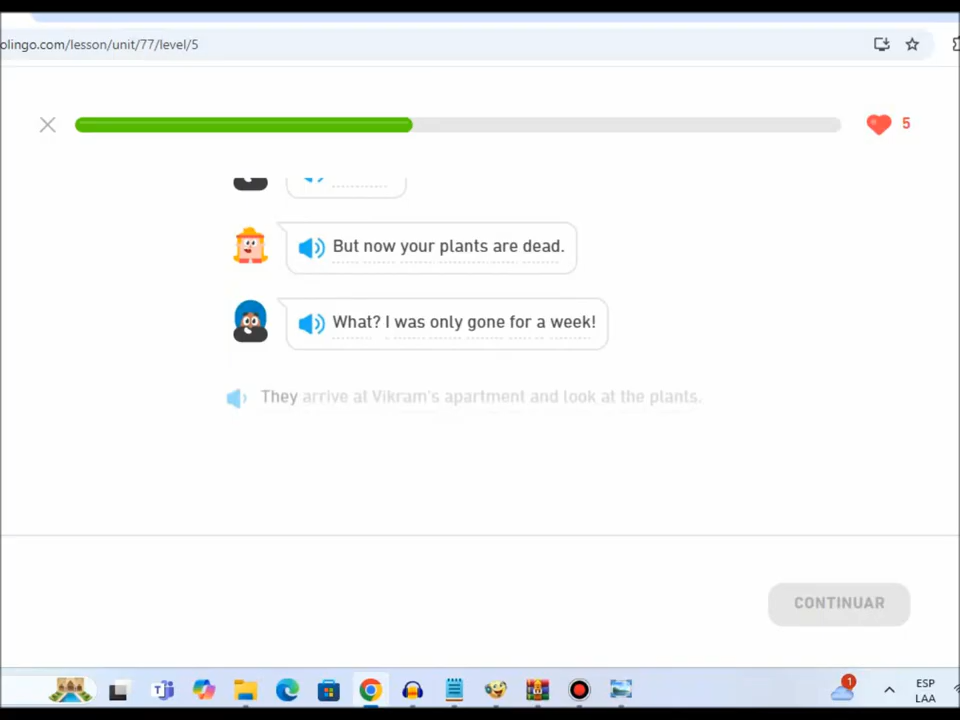 olingo.com/lesson/unit/77/level/5
5
But now your plants are dead.
What? I was only gone for a week!
They arrive at Vikram's apartment and look at the plants.
CONTINUAR
1
ESP
LAA